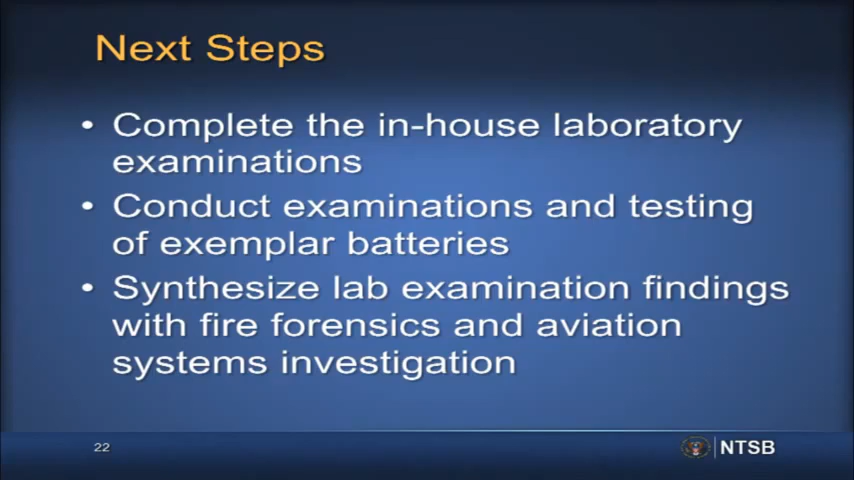 Next Steps
• Complete the in-house laboratory
examinations
• Conduct examinations and testing
of exemplar batteries
• Synthesize lab examination findings
with fire forensics and aviation
systems investigation
22
NTSB